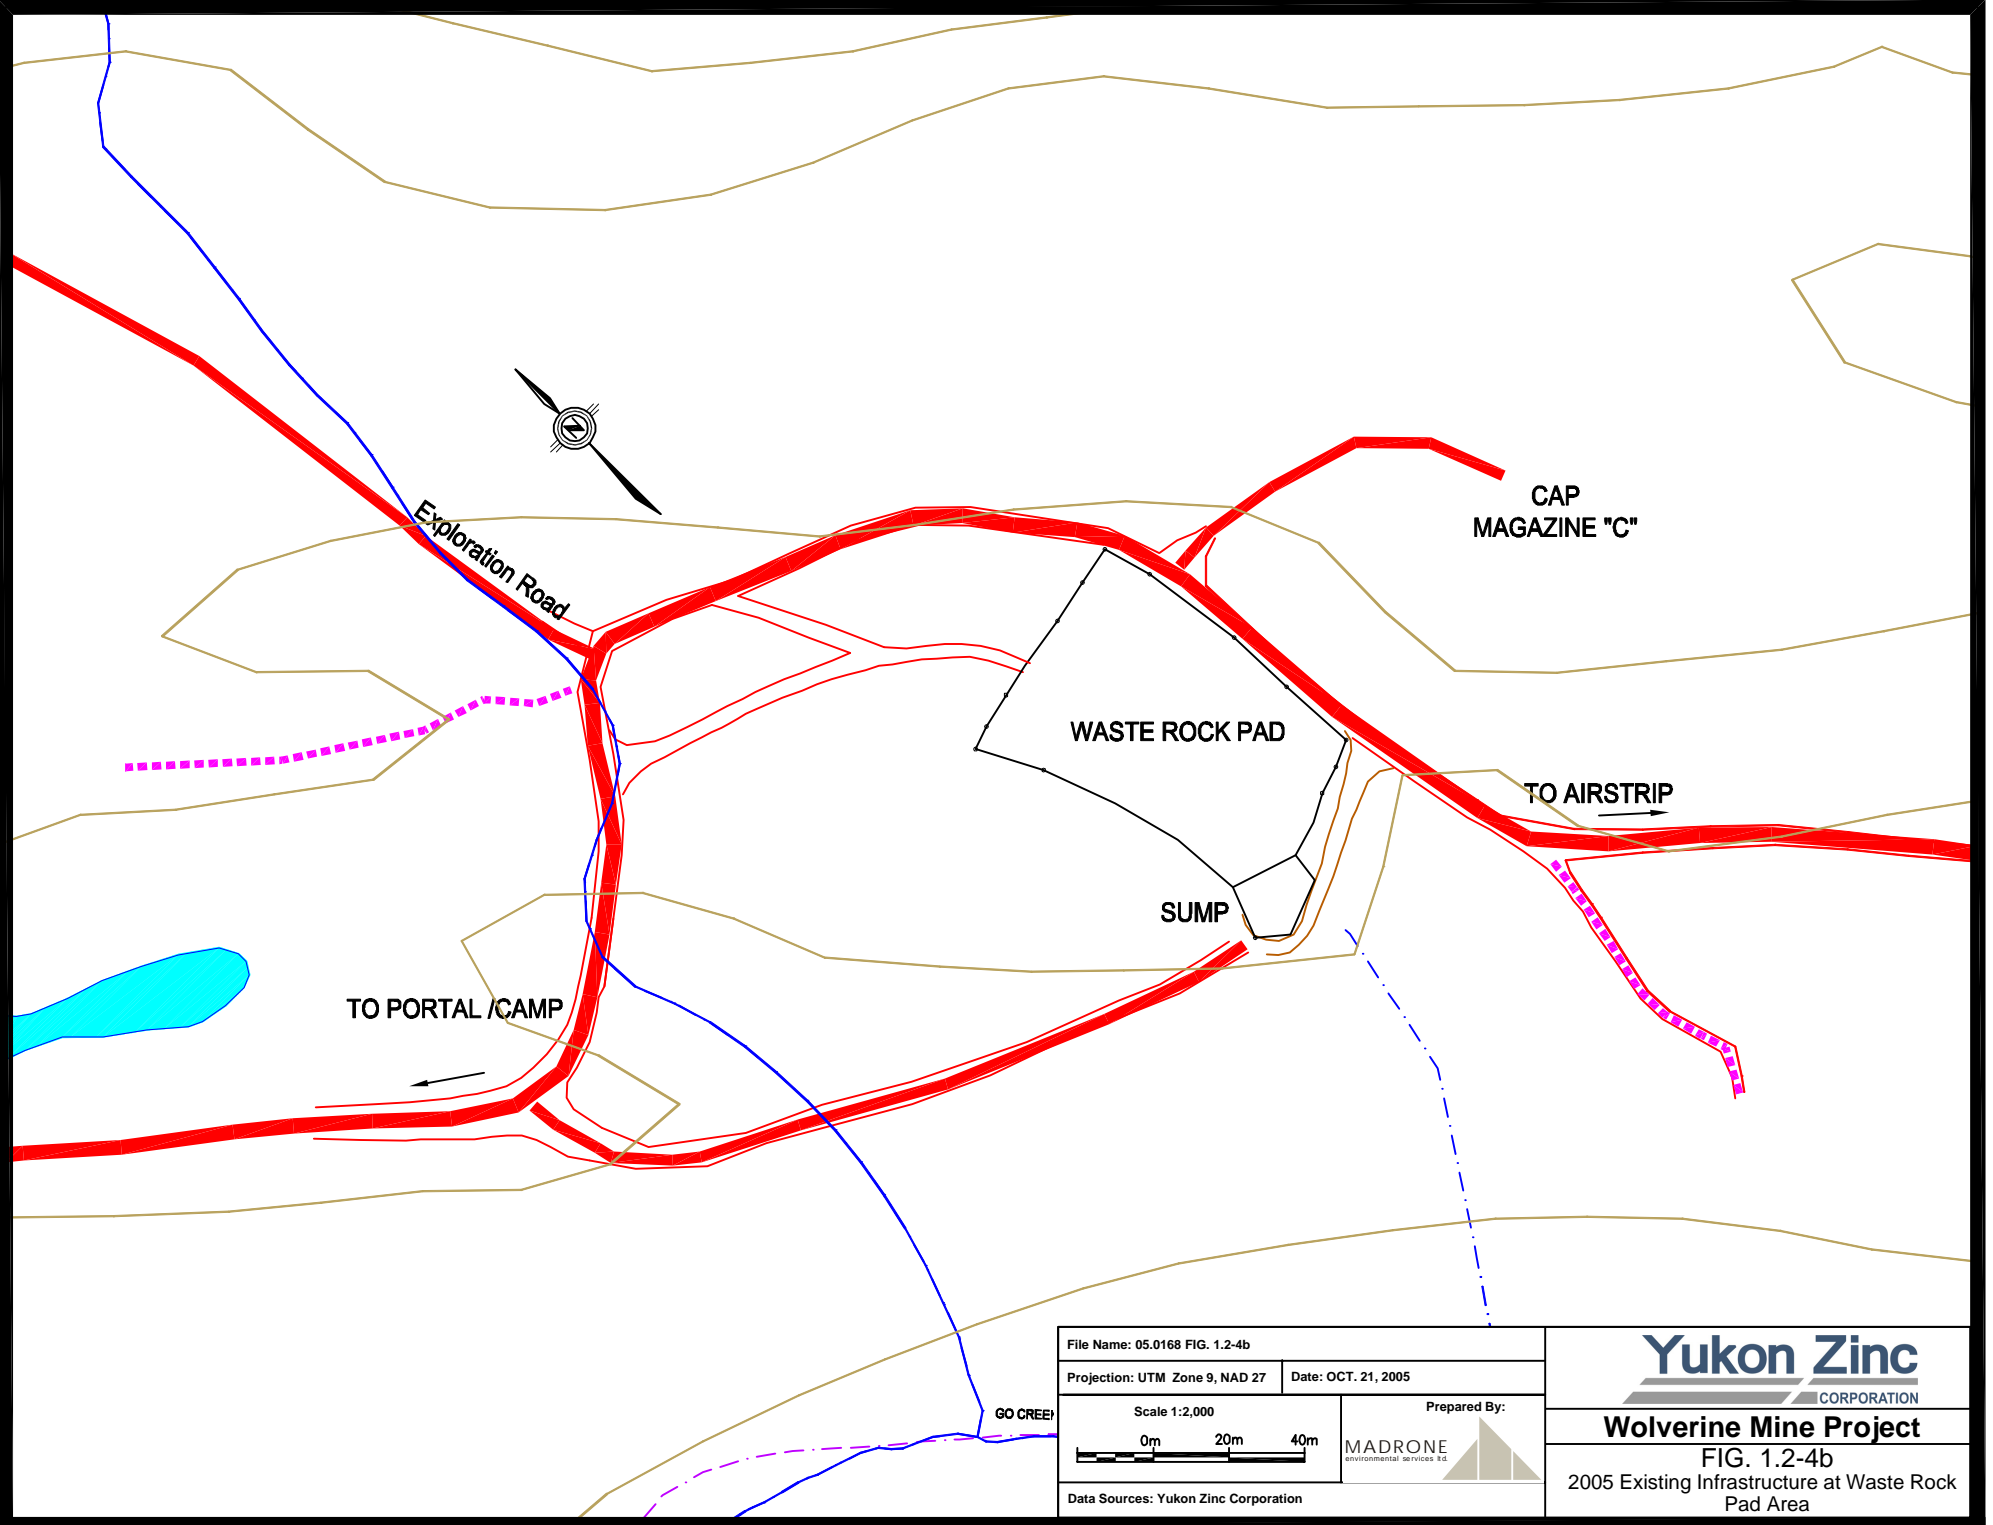 CAP
MAGAZINE "C"
Exploration Road
WASTE ROCK PAD
TO AIRSTRIP
SUMP
TO PORTAL /CAMP
GO CREEK
File Name: 05.0168 FIG. 1.2-4b
Projection: UTM Zone 9, NAD 27
Date: OCT. 21, 2005
Scale 1:2,000
0m 20m 40m
Prepared By:
MADRONE
environmental services ltd.
Data Sources: Yukon Zinc Corporation
Yukon Zinc
CORPORATION
Wolverine Mine Project
FIG. 1.2-4b
2005 Existing Infrastructure at Waste Rock
Pad Area
N